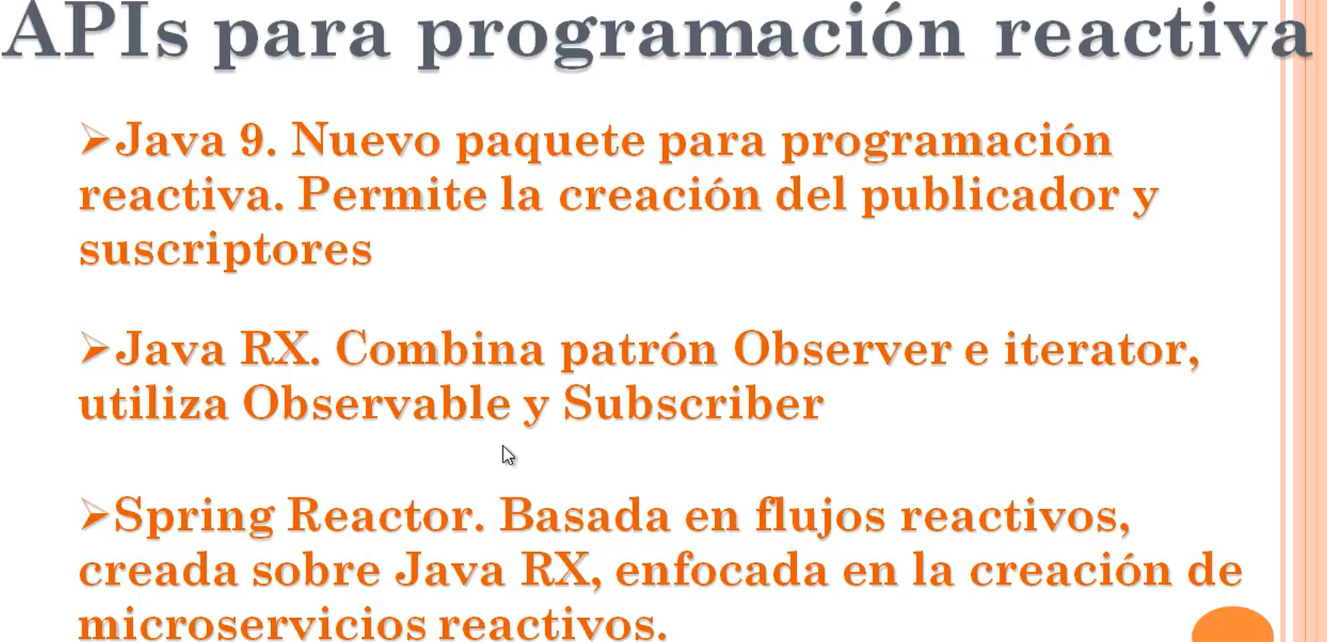 APIs para programación reactiva
➢Java 9. Nuevo paquete para programación
reactiva. Permite la creación del publicador y
suscriptores
➢Java RX. Combina patrón Observer e iterator,
utiliza Observable y Subscriber
➢Spring Reactor. Basada en flujos reactivos,
creada sobre Java RX, enfocada en la creación de
microservicios reactivos.